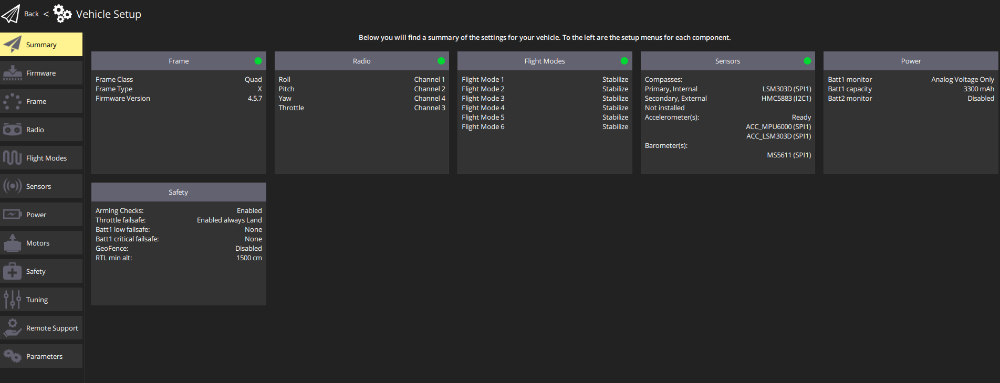 Back < Vehicle Setup
Summary
Firmware
Frame
Radio
Flight Modes
Sensors
Power
Motors
Safety
Tuning
Remote Support
Parameters
Below you will find a summary of the settings for your vehicle. To the left are the setup menus for each component.
Frame
Frame Class Quad
Frame Type X
Firmware Version 4.5.7
Radio
Roll Channel 1
Pitch Channel 2
Yaw Channel 4
Throttle Channel 3
Flight Modes
Flight Mode 1 Stabilize
Flight Mode 2 Stabilize
Flight Mode 3 Stabilize
Flight Mode 4 Stabilize
Flight Mode 5 Stabilize
Flight Mode 6 Stabilize
Sensors
Compasses:
Primary, Internal LSM303D (SPI1)
Secondary, External HMC5883 (I2C1)
Not installed
Accelerometer(s): Ready
ACC_MPU6000 (SPI1)
ACC_LSM303D (SPI1)
Barometer(s):
MS5611 (SPI1)
Power
Batt1 monitor Analog Voltage Only
Batt1 capacity 3300 mAh
Batt2 monitor Disabled
Safety
Arming Checks: Enabled
Throttle failsafe: Enabled always Land
Batt1 low failsafe: None
Batt1 critical failsafe: None
GeoFence: Disabled
RTL min alt: 1500 cm